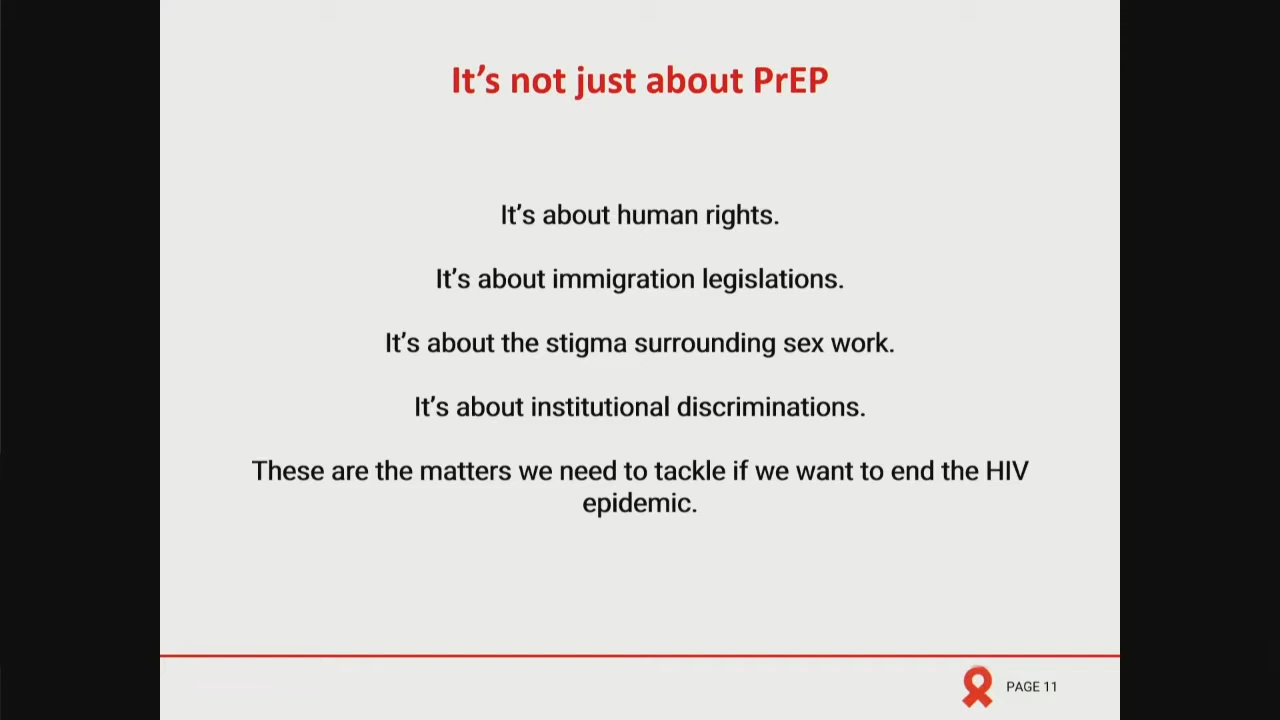 It’s not just about PrEP
It’s about human rights.
It’s about immigration legislations.
It’s about the stigma surrounding sex work.
It’s about institutional discriminations.
These are the matters we need to tackle if we want to end the HIV
epidemic.
PAGE 11